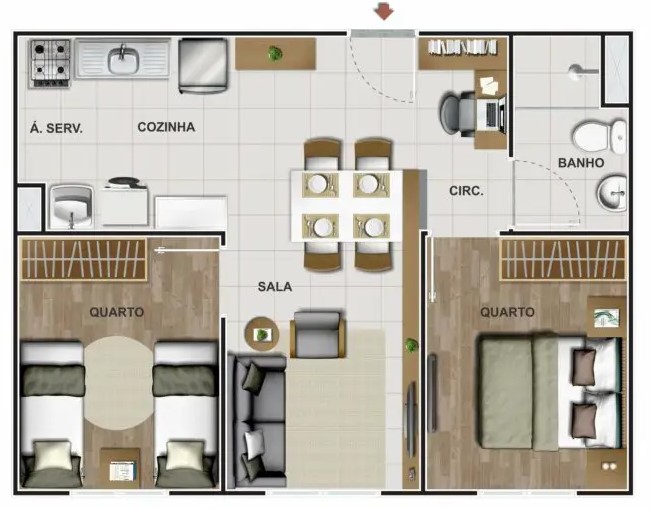 Á. SERV.
COZINHA
BANHO
CIRC.
SALA
QUARTO
QUARTO